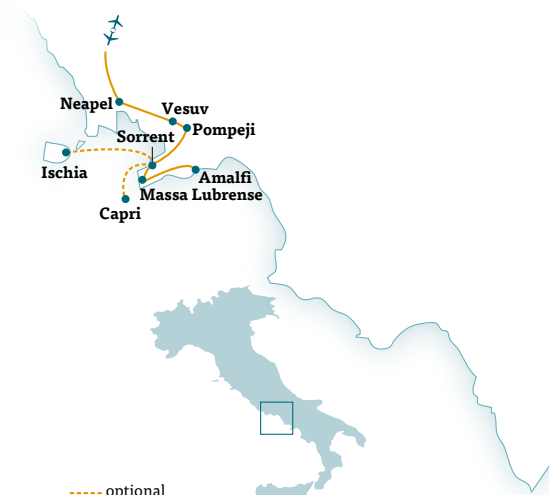 Neapel
Vesuv
Pompeji
Sorrent
Ischia
Amalfi
Massa Lubrense
Capri
optional